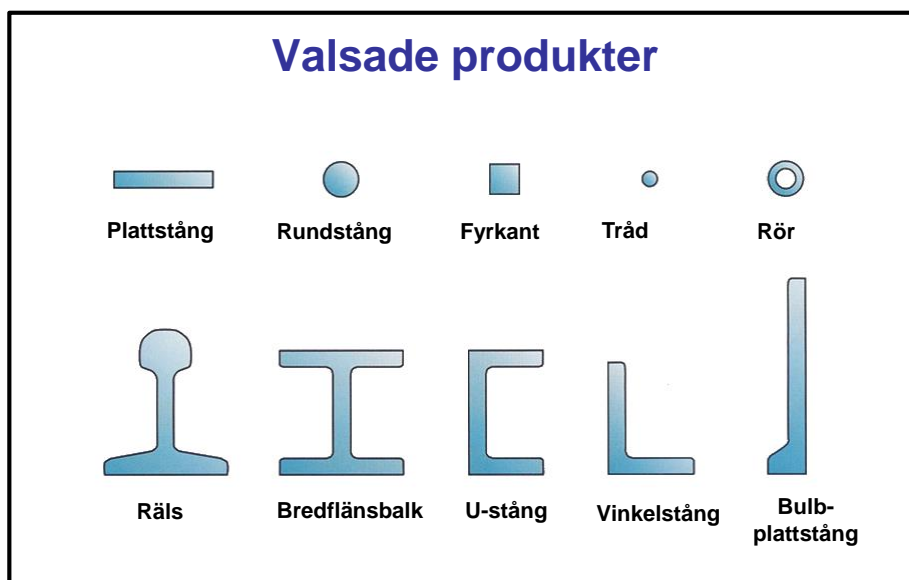 Valsade produkter
Plattstång
Rundstång
Fyrkant
Tråd
Rör
Räls
Bredflänsbalk
U-stång
Vinkelstång
Bulb-
plattstång